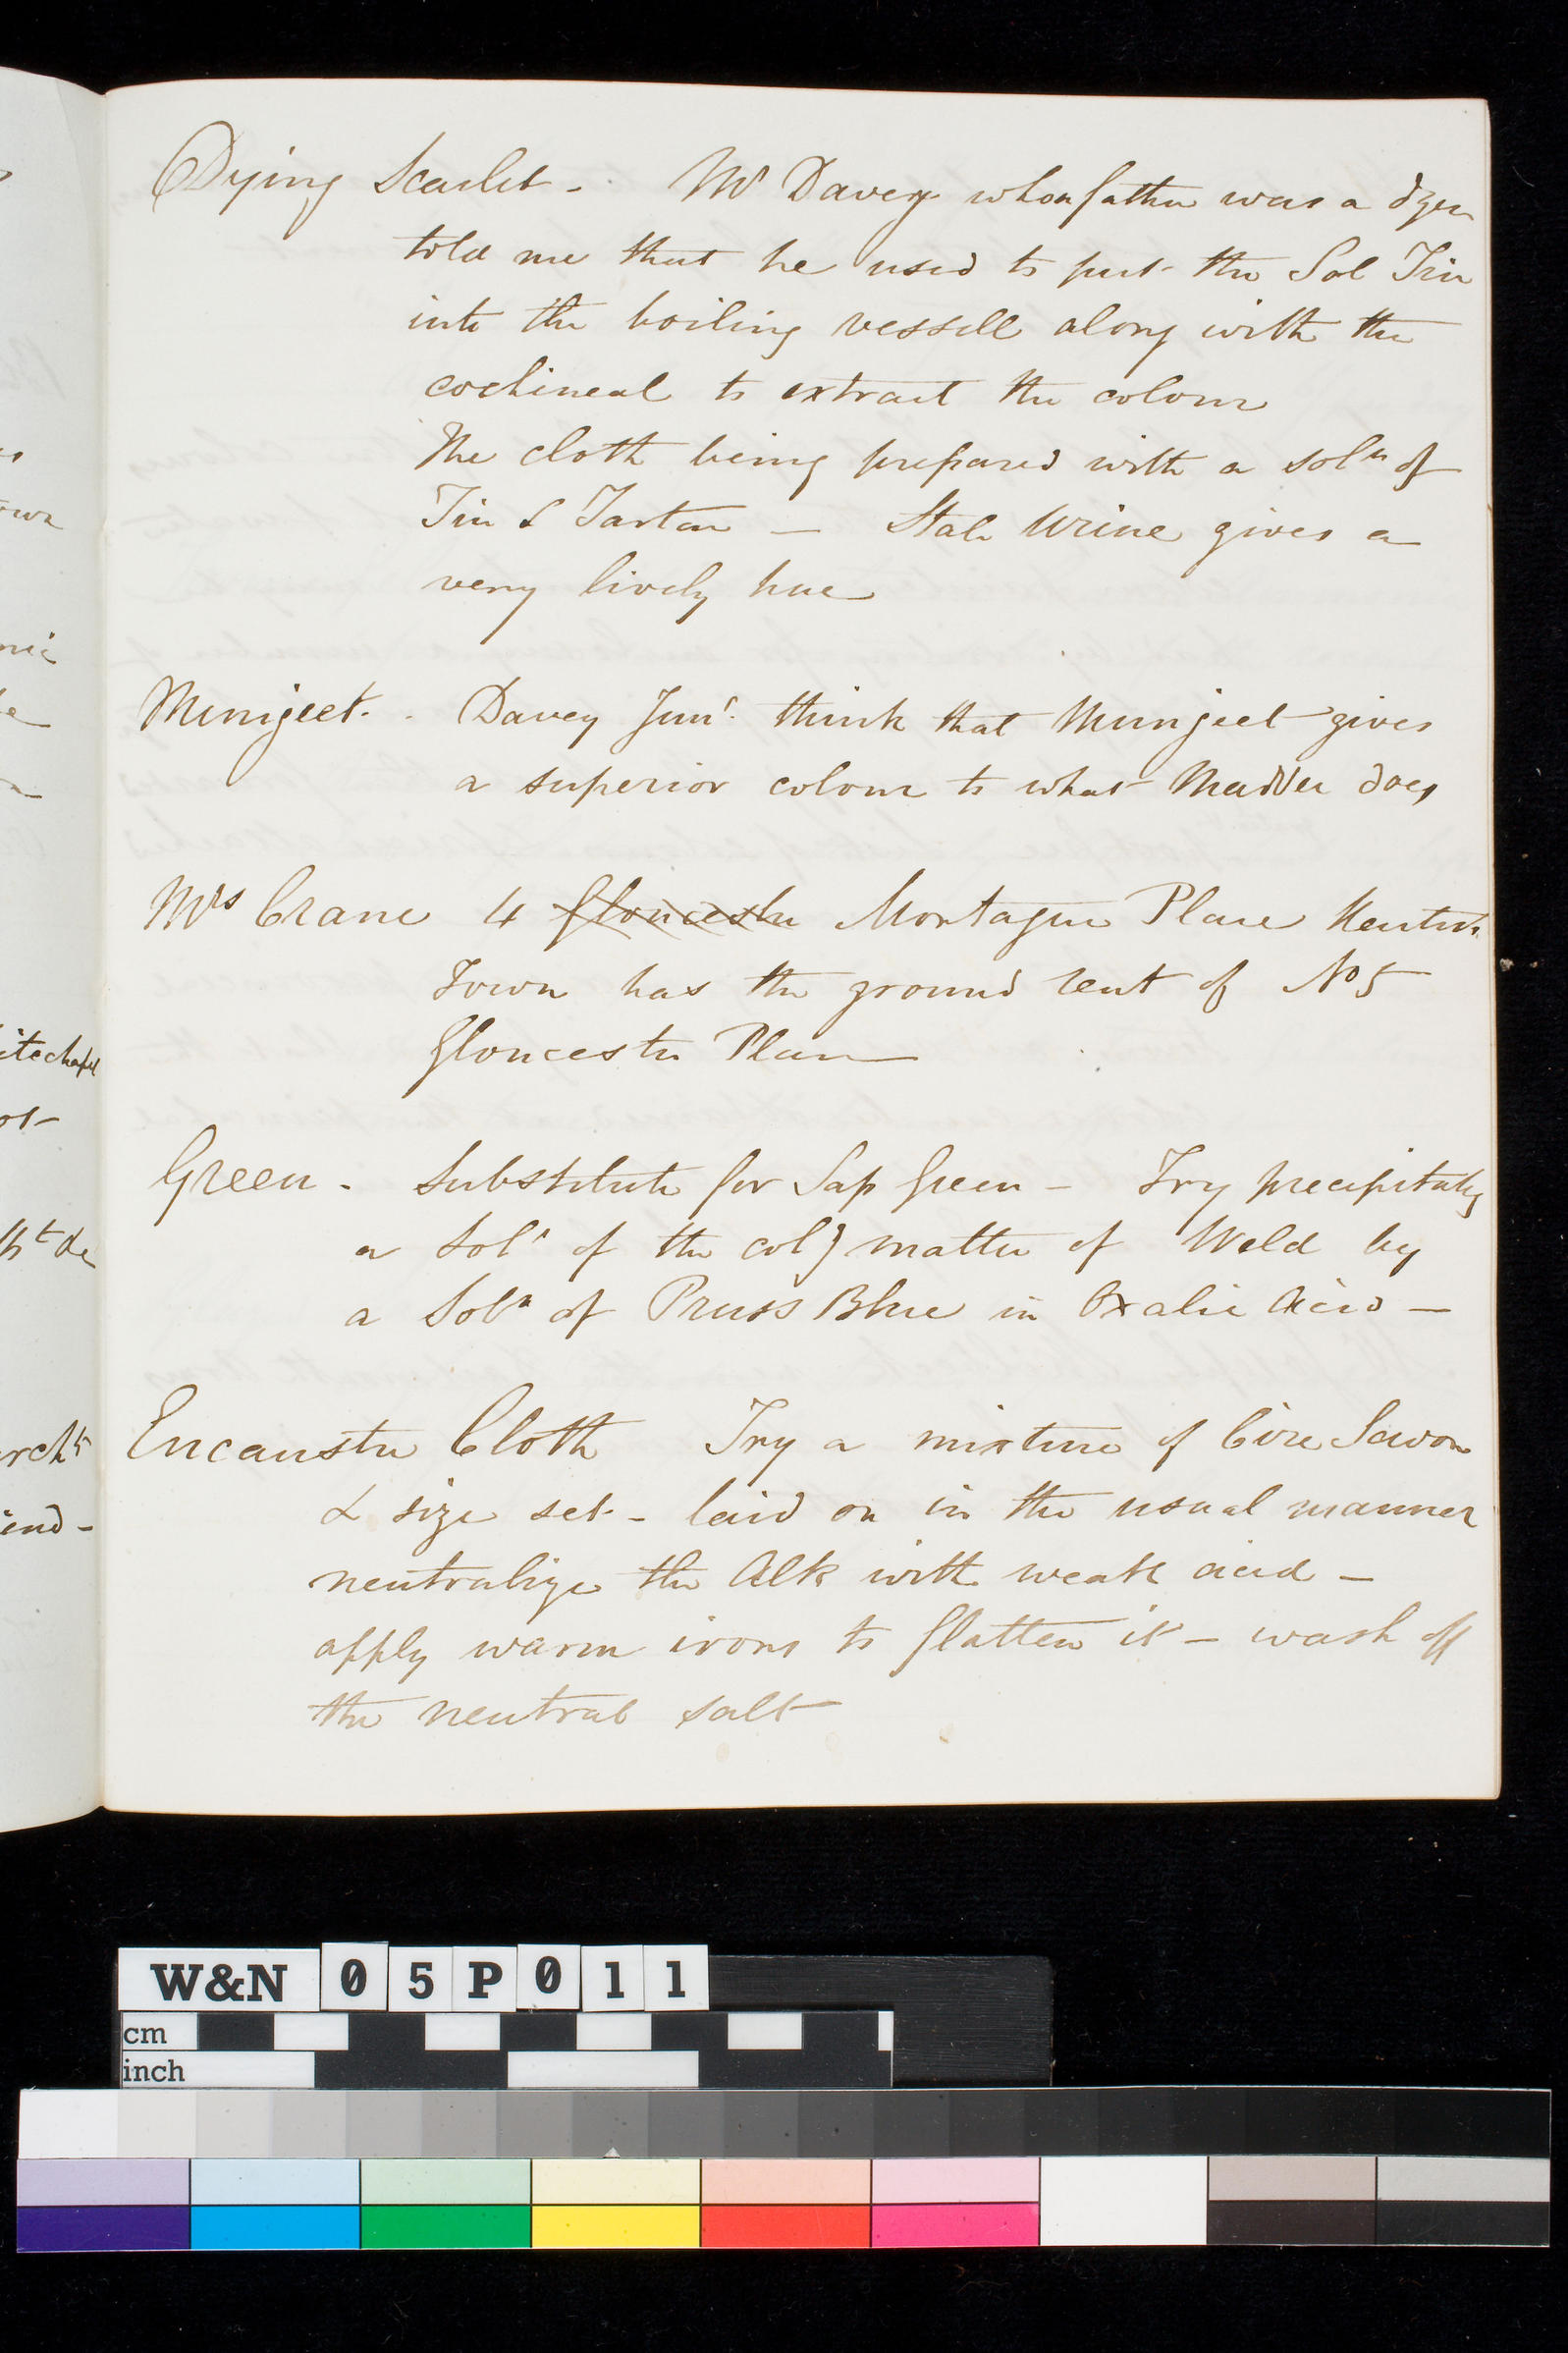 Dying Scarlet - Mr Davey whose father was a dyer
told me that he used to put the Sol Tin
into the boiling vessell along with the
cochineal to extract the colour
The cloth being prepared with a soln of
Tin & Tartar — Stale Urine gives a
very lively hue
Munjeet. Davey Junr. think that Munjeet gives
a superior colour to what Madder does
Mrs Crane 4 Gloucester Montague Place Kentish
Town has the ground rent of No 5
Gloucester Place
Green - Substitute for Sap Green - Try precipitating
a Soln of the colg matter of Weld by
a Soln of Pruss Blue in Oxalic Acid —
Encaustic Cloth Try a mixture of Cire Savon
& size set - laid on in the usual manner
neutralize the Alk with weak acid —
apply warm irons to flatten it - wash off
the neutral salt
itechapel
ot
ht de
rcht
end -
W&N 05P011
cm
inch